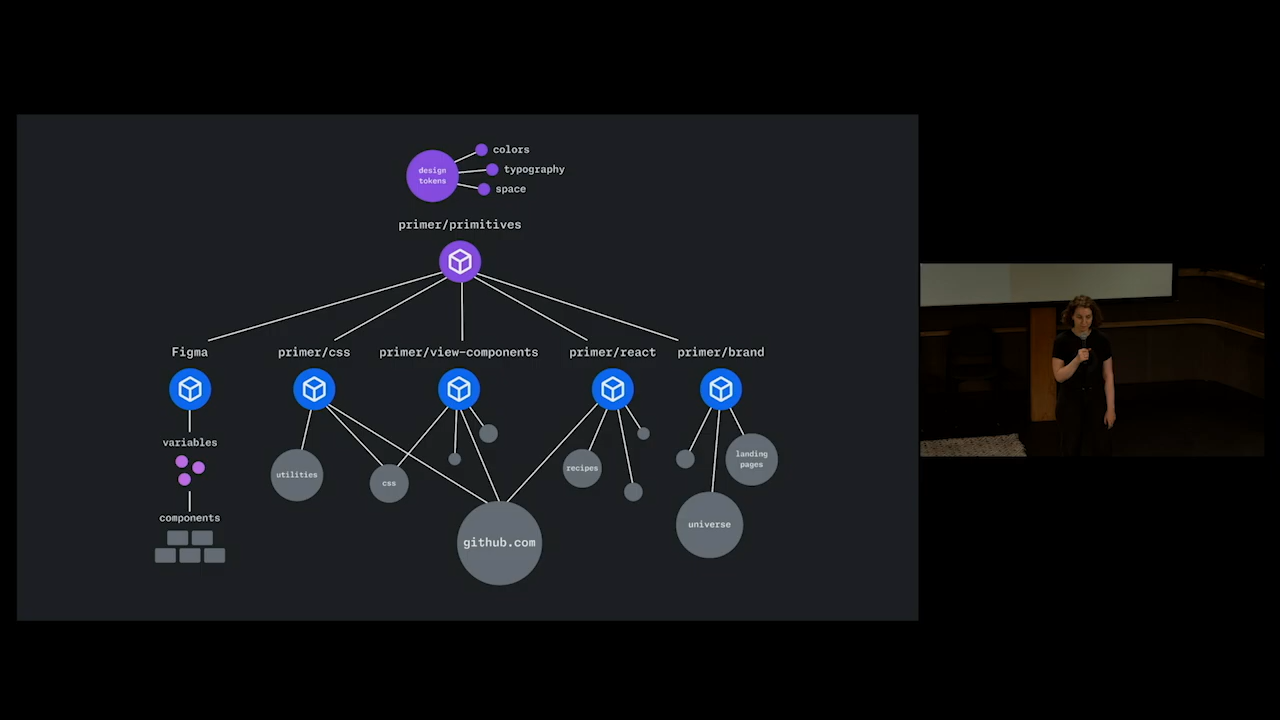 colors
design
tokens
typography
space
primer/primitives
Figma
primer/css
primer/view-components
primer/react
primer/brand
variables
utilities
css
recipes
landing
pages
components
github.com
universe